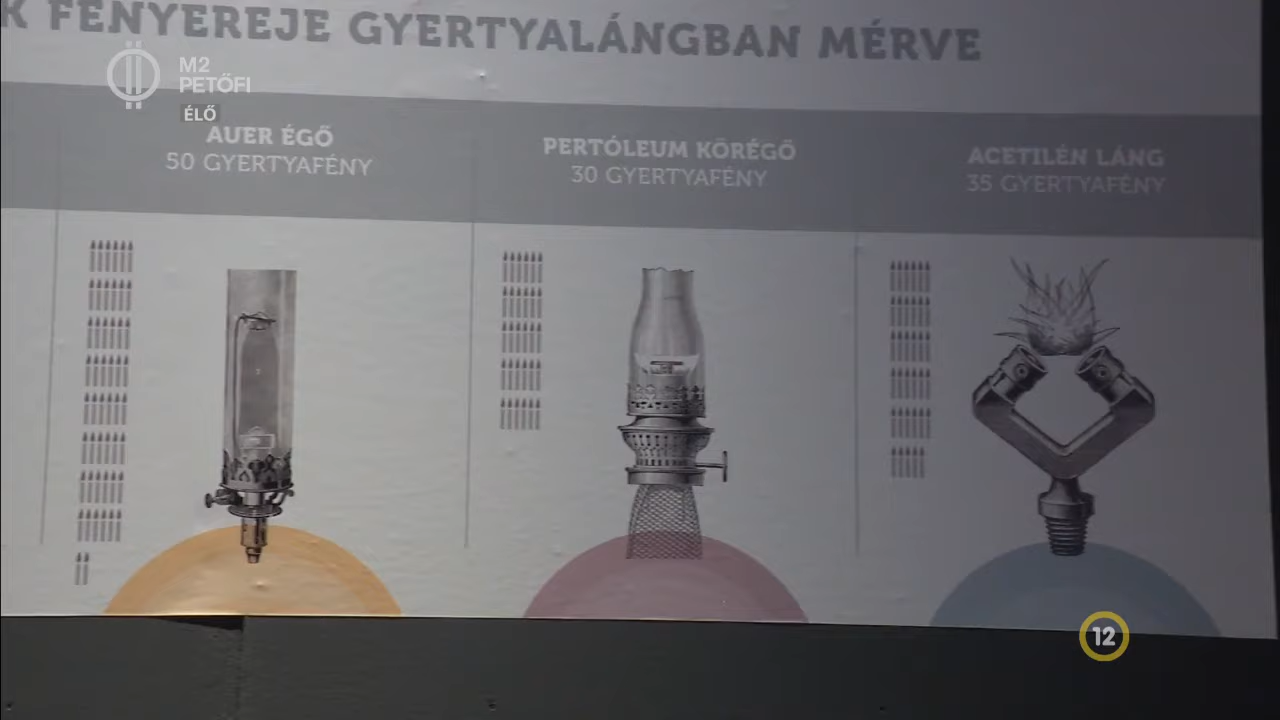 K FÉNYEREJE GYERTYALÁNGBAN MÉRVE
M2
PETŐFI
ÉLŐ
AUER ÉGŐ
50 GYERTYAFÉNY
PERTÓLEUM KÖRÉGŐ
30 GYERTYAFÉNY
ACETILÉN LÁNG
35 GYERTYAFÉNY
12